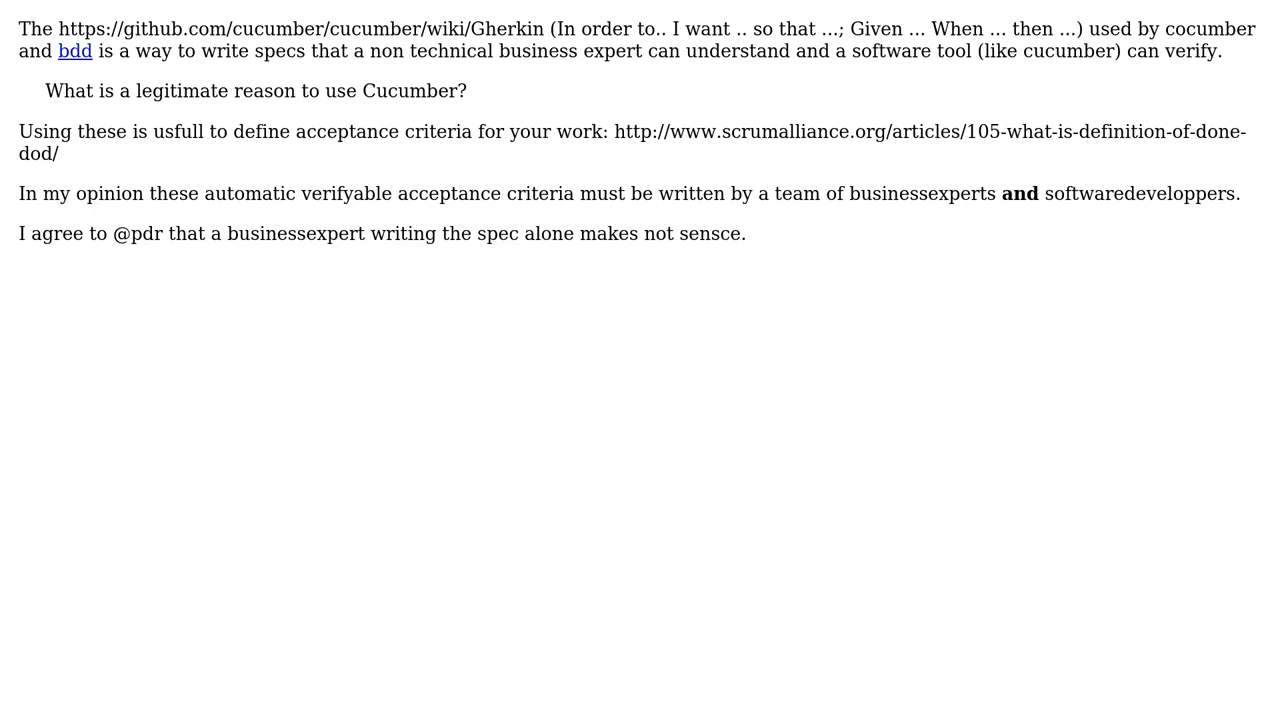 The https://github.com/cucumber/cucumber/wiki/Gherkin (In order to.. I want .. so that ...; Given ... When ... then ...) used by cocumber
and bdd is a way to write specs that a non technical business expert can understand and a software tool (like cucumber) can verify.
What is a legitimate reason to use Cucumber?
Using these is usfull to define acceptance criteria for your work: http://www.scrumalliance.org/articles/105-what-is-definition-of-done-
dod/
In my opinion these automatic verifyable acceptance criteria must be written by a team of businessexperts and softwaredeveloppers.
I agree to @pdr that a businessexpert writing the spec alone makes not sensce.